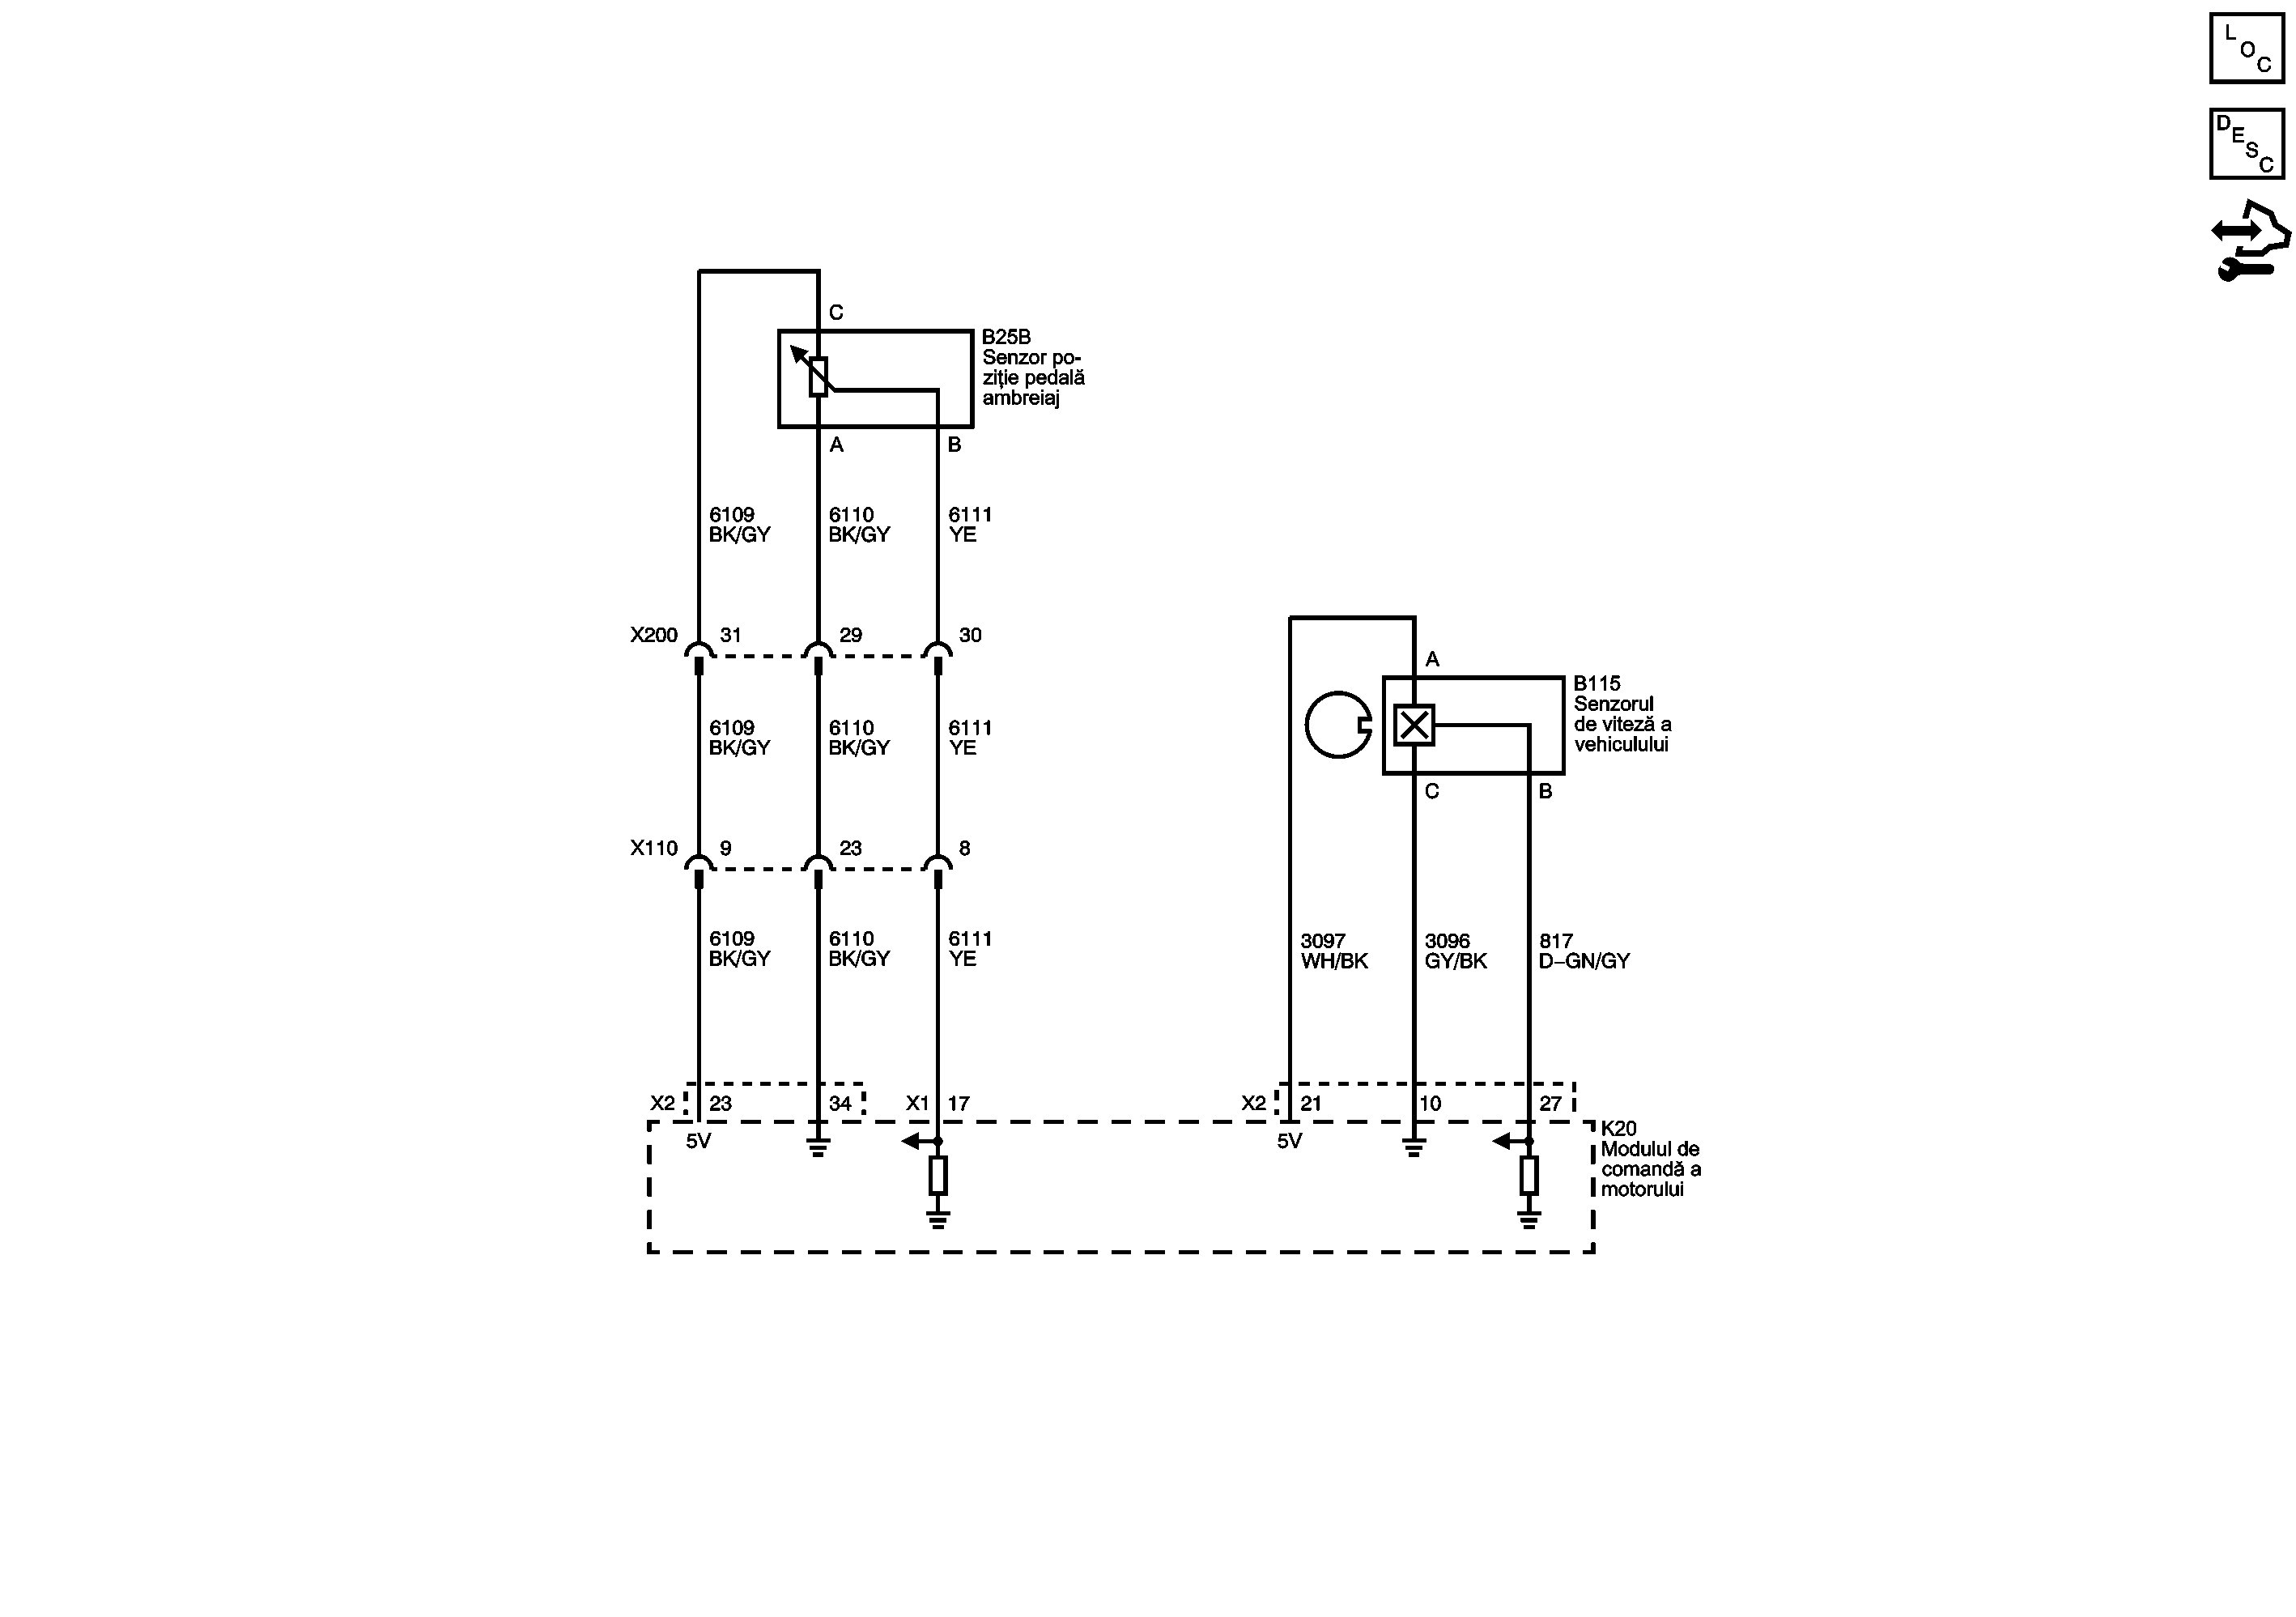 L
O
C
D
E
S
C
C
B25B
Senzor po-
ziție pedală
ambreiaj
A B
6109 6110 6111
BK/GY BK/GY YE
X200 31 29 30
A
B115
Senzorul
de viteză a
vehiculului
6109 6110 6111
BK/GY BK/GY YE
C B
X110 9 23 8
6109 6110 6111
BK/GY BK/GY YE
3097 3096 817
WH/BK GY/BK D–GN/GY
X2 23 34 X1 17 X2 21 10 27
5V 5V
K20
Modulul de
comandă a
motorului